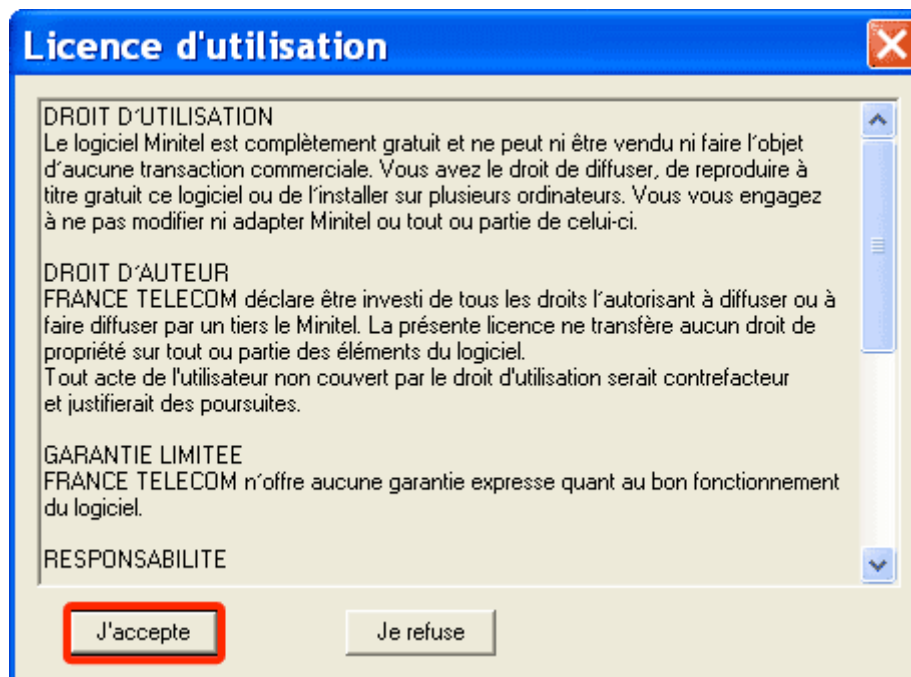 Licence d'utilisation
DROIT D´UTILISATION
Le logiciel Minitel est complètement gratuit et ne peut ni être vendu ni faire l´objet
d´aucune transaction commerciale. Vous avez le droit de diffuser, de reproduire à
titre gratuit ce logiciel ou de l´installer sur plusieurs ordinateurs. Vous vous engagez
à ne pas modifier ni adapter Minitel ou tout ou partie de celui-ci.
DROIT D´AUTEUR
FRANCE TELECOM déclare être investi de tous les droits l´autorisant à diffuser ou à
faire diffuser par un tiers le Minitel. La présente licence ne transfère aucun droit de
propriété sur tout ou partie des éléments du logiciel.
Tout acte de l'utilisateur non couvert par le droit d'utilisation serait contrefacteur
et justifierait des poursuites.
GARANTIE LIMITEE
FRANCE TELECOM n´offre aucune garantie expresse quant au bon fonctionnement
du logiciel.
RESPONSABILITE
J'accepte
Je refuse